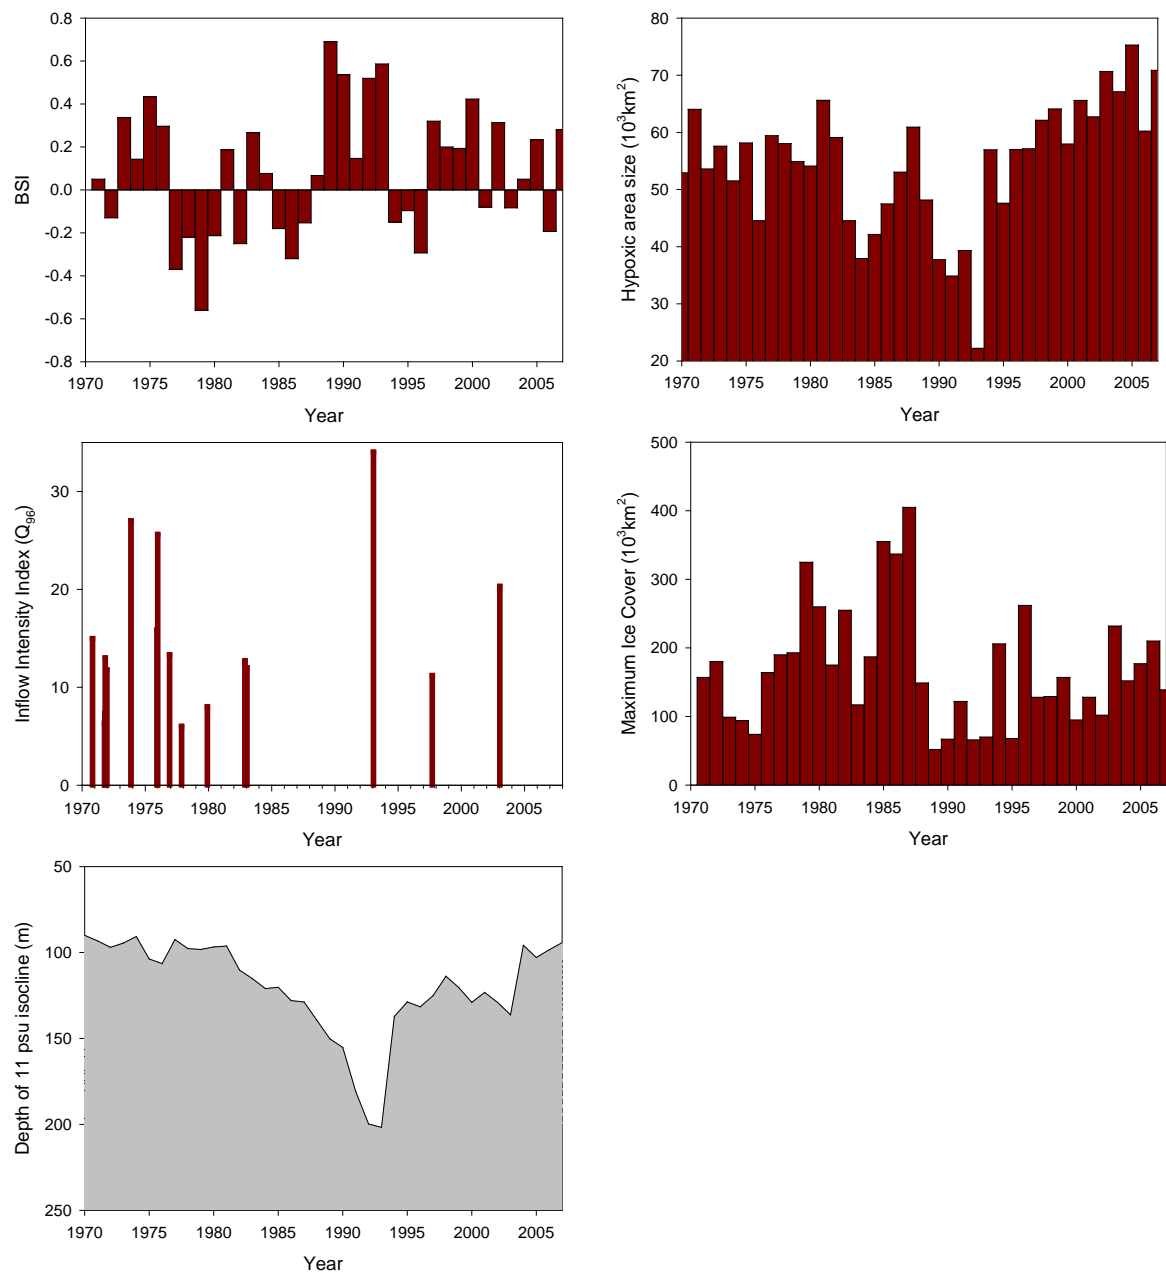 BSI
0.8
0.6
0.4
0.2
0.0
-0.2
-0.4
-0.6
-0.8
1970 1975 1980 1985 1990 1995 2000 2005
Year
Hypoxic area size (10³km²)
80
70
60
50
40
30
20
1970 1975 1980 1985 1990 1995 2000 2005
Year
Inflow Intensity Index (Q₉₆)
30
20
10
0
1970 1975 1980 1985 1990 1995 2000 2005
Year
Maximum Ice Cover (10³km²)
500
400
300
200
100
0
1970 1975 1980 1985 1990 1995 2000 2005
Year
Depth of 11 psu isocline (m)
50
100
150
200
250
1970 1975 1980 1985 1990 1995 2000 2005
Year